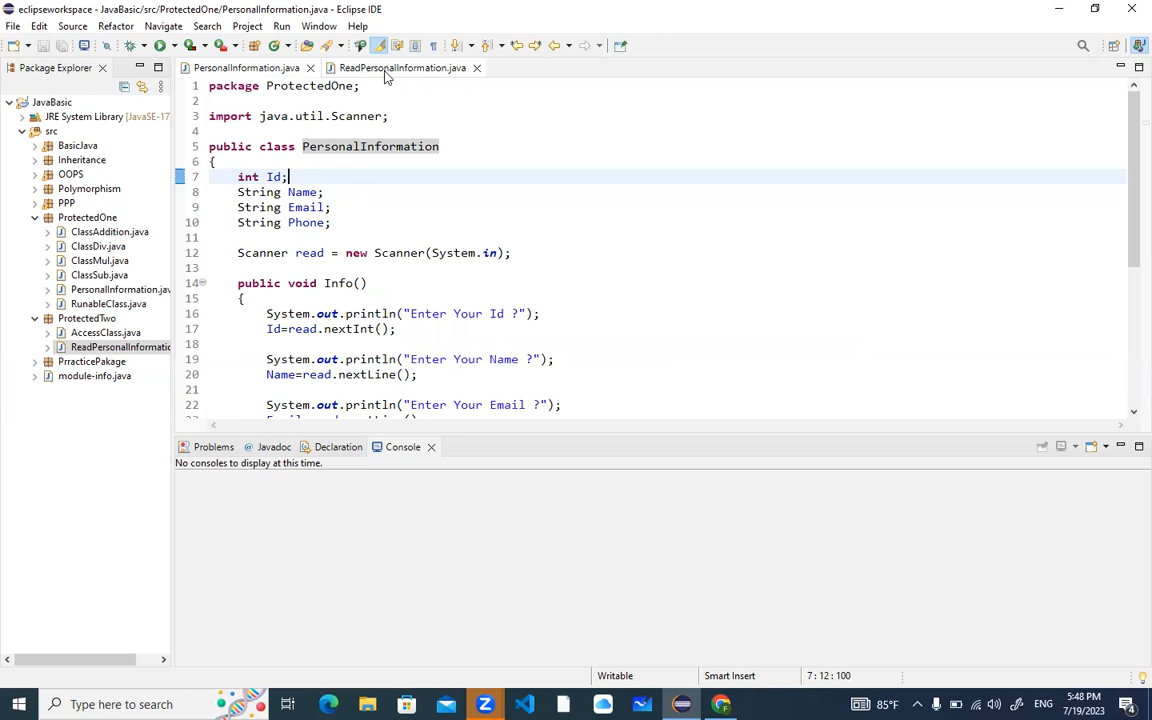 eclipseworkspace - JavaBasic/src/ProtectedOne/PersonalInformation.java - Eclipse IDE
File Edit Source Refactor Navigate Search Project Run Window Help
Package Explorer
PersonalInformation.java
ReadPersonalInformation.java
JavaBasic
JRE System Library [JavaSE-17
src
BasicJava
Inheritance
OOPS
Polymorphism
PPP
ProtectedOne
ClassAddition.java
ClassDiv.java
ClassMul.java
ClassSub.java
PersonalInformation.jav
RunableClass.java
ProtectedTwo
AccessClass.java
ReadPersonalInformatic
PrracticePakage
module-info.java
1 package ProtectedOne;
2
3 import java.util.Scanner;
4
5 public class PersonalInformation
6 {
7 int Id;
8 String Name;
9 String Email;
10 String Phone;
11
12 Scanner read = new Scanner(System.in);
13
14 public void Info()
15 {
16 System.out.println("Enter Your Id ?");
17 Id=read.nextInt();
18
19 System.out.println("Enter Your Name ?");
20 Name=read.nextLine();
21
22 System.out.println("Enter Your Email ?");
Problems Javadoc Declaration Console
No consoles to display at this time.
Writable Smart Insert 7 : 12 : 100
Type here to search
85°F ENG 5:48 PM
7/19/2023
4